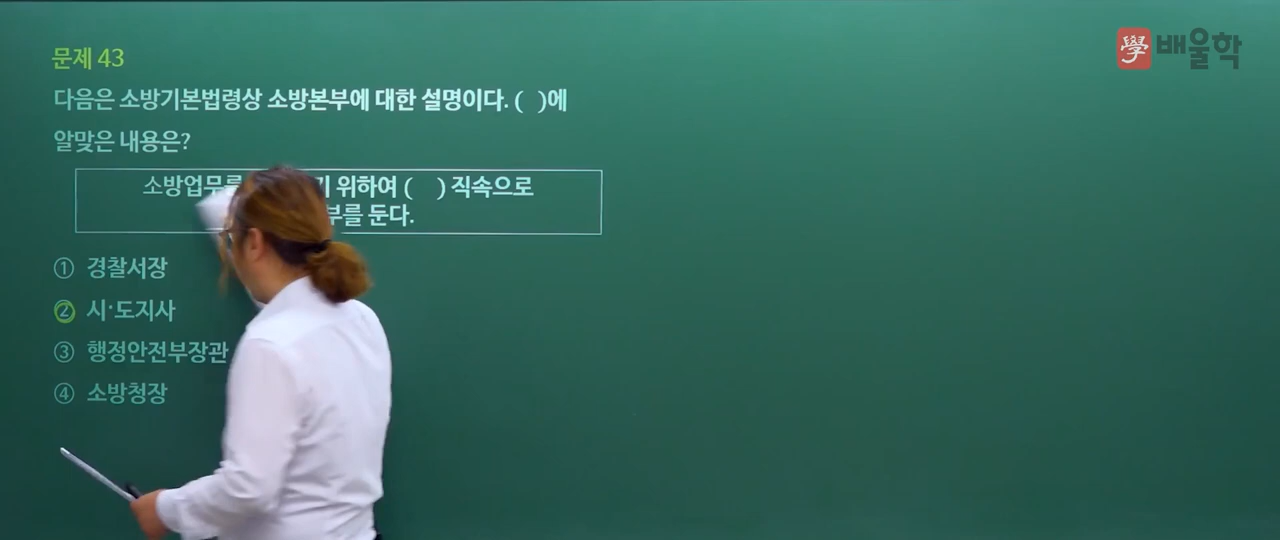 學 배울학
문제 43
다음은 소방기본법령상 소방본부에 대한 설명이다. ( )에
알맞은 내용은?
소방업무를 기 위하여 ( ) 직속으로
부를 둔다.
① 경찰서장
② 시·도지사
③ 행정안전부장관
④ 소방청장